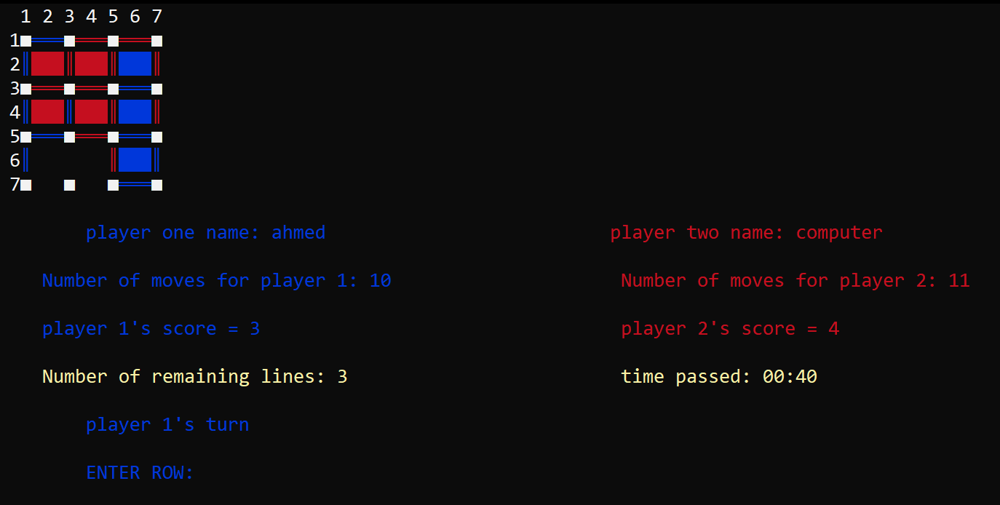 1 2 3 4 5 6 7
1
2
3
4
5
6
7
player one name: ahmed
player two name: computer
Number of moves for player 1: 10
Number of moves for player 2: 11
player 1's score = 3
player 2's score = 4
Number of remaining lines: 3
time passed: 00:40
player 1's turn
ENTER ROW: